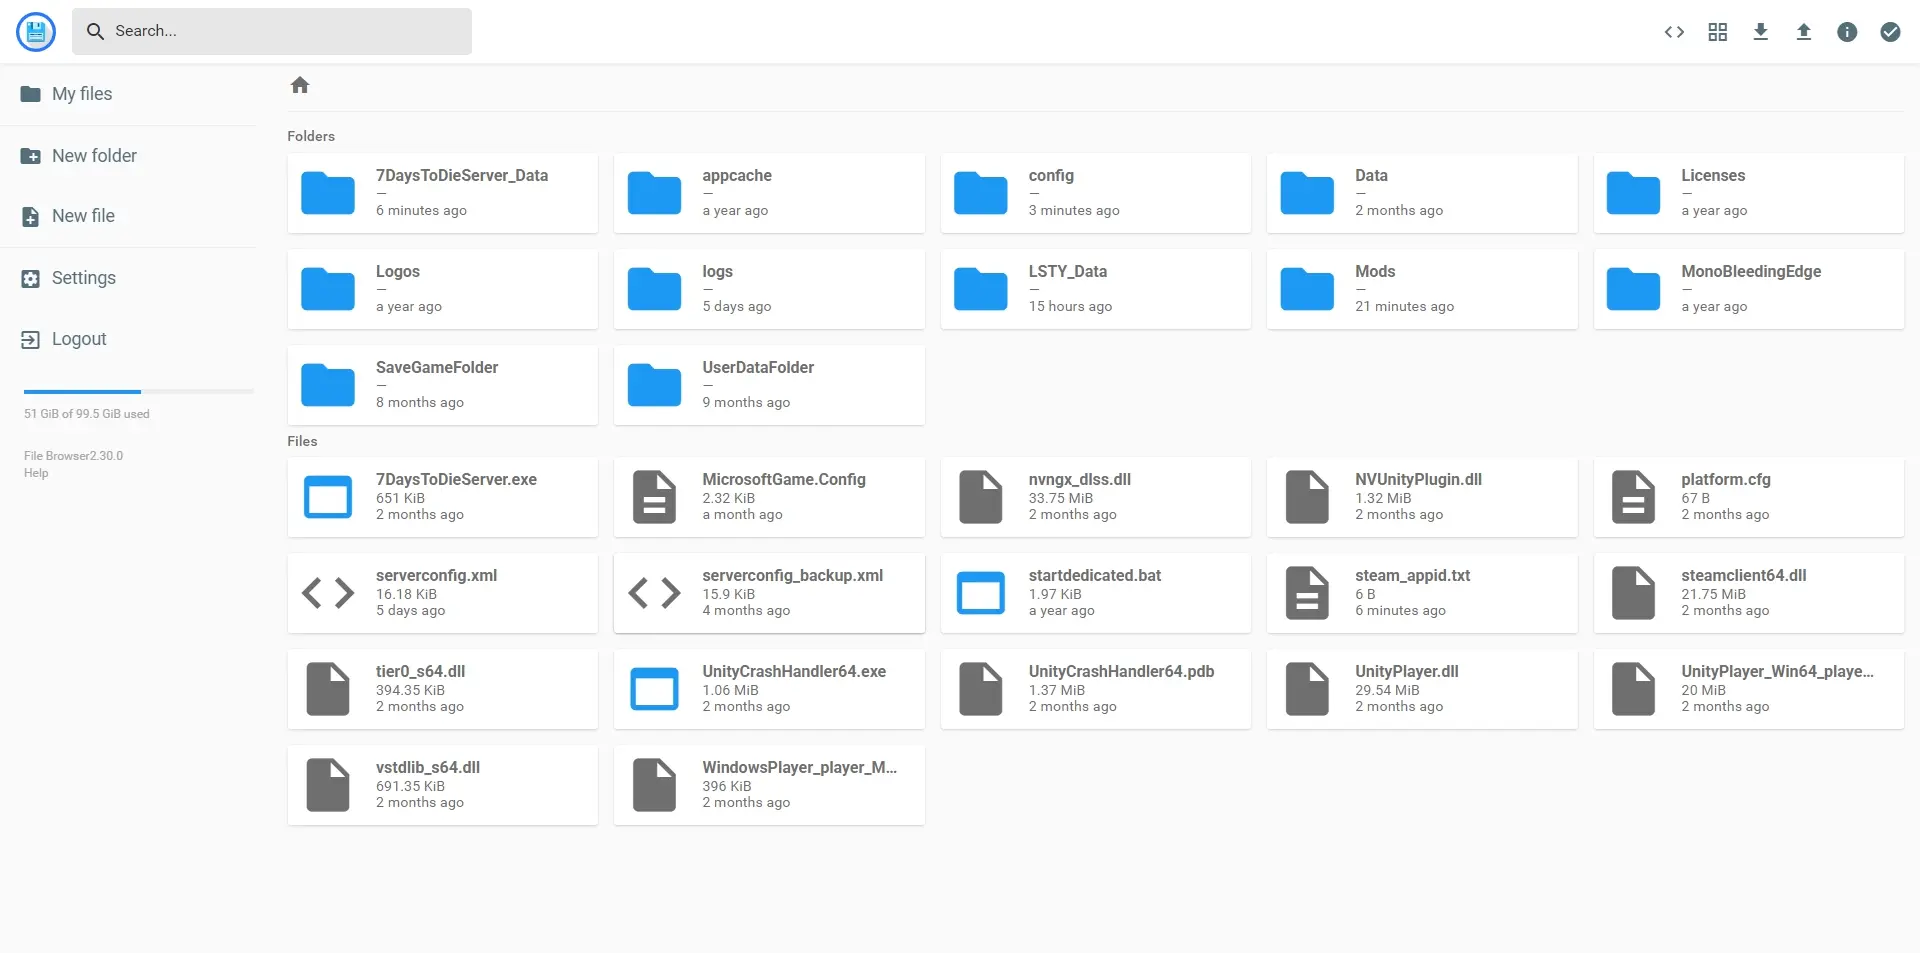 Search...
My files
New folder
New file
Settings
Logout
51 GiB of 99.5 GiB used
File Browser2.30.0
Help
Folders
7DaysToDieServer_Data
—
6 minutes ago
appcache
—
a year ago
config
—
3 minutes ago
Data
—
2 months ago
Licenses
—
a year ago
Logos
—
a year ago
logs
—
5 days ago
LSTY_Data
—
15 hours ago
Mods
—
21 minutes ago
MonoBleedingEdge
—
a year ago
SaveGameFolder
—
8 months ago
UserDataFolder
—
9 months ago
Files
7DaysToDieServer.exe
651 KiB
2 months ago
MicrosoftGame.Config
2.32 KiB
a month ago
nvngx_dlss.dll
33.75 MiB
2 months ago
NVUnityPlugin.dll
1.32 MiB
2 months ago
platform.cfg
67 B
2 months ago
serverconfig.xml
16.18 KiB
5 days ago
serverconfig_backup.xml
15.9 KiB
4 months ago
startdedicated.bat
1.97 KiB
a year ago
steam_appid.txt
6 B
6 minutes ago
steamclient64.dll
21.75 MiB
2 months ago
tier0_s64.dll
394.35 KiB
2 months ago
UnityCrashHandler64.exe
1.06 MiB
2 months ago
UnityCrashHandler64.pdb
1.37 MiB
2 months ago
UnityPlayer.dll
29.54 MiB
2 months ago
UnityPlayer_Win64_playe...
20 MiB
2 months ago
vstdlib_s64.dll
691.35 KiB
2 months ago
WindowsPlayer_player_M...
396 KiB
2 months ago